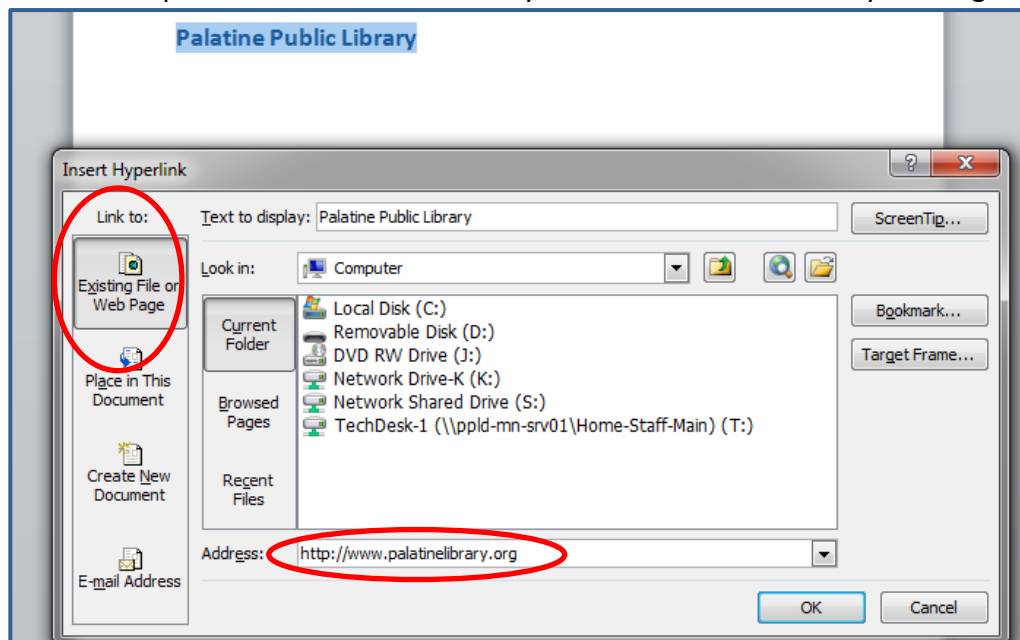 Palatine Public Library
Insert Hyperlink
Link to:
Text to display: Palatine Public Library
ScreenTip...
Existing File or
Web Page
Look in: Computer
Current
Folder
Local Disk (C:)
Removable Disk (D:)
DVD RW Drive (J:)
Network Drive-K (K:)
Network Shared Drive (S:)
TechDesk-1 (\\ppld-mn-srv01\Home-Staff-Main) (T:)
Bookmark...
Target Frame...
Place in This
Document
Browsed
Pages
Create New
Document
Recent
Files
Address: http://www.palatinelibrary.org
E-mail Address
OK
Cancel